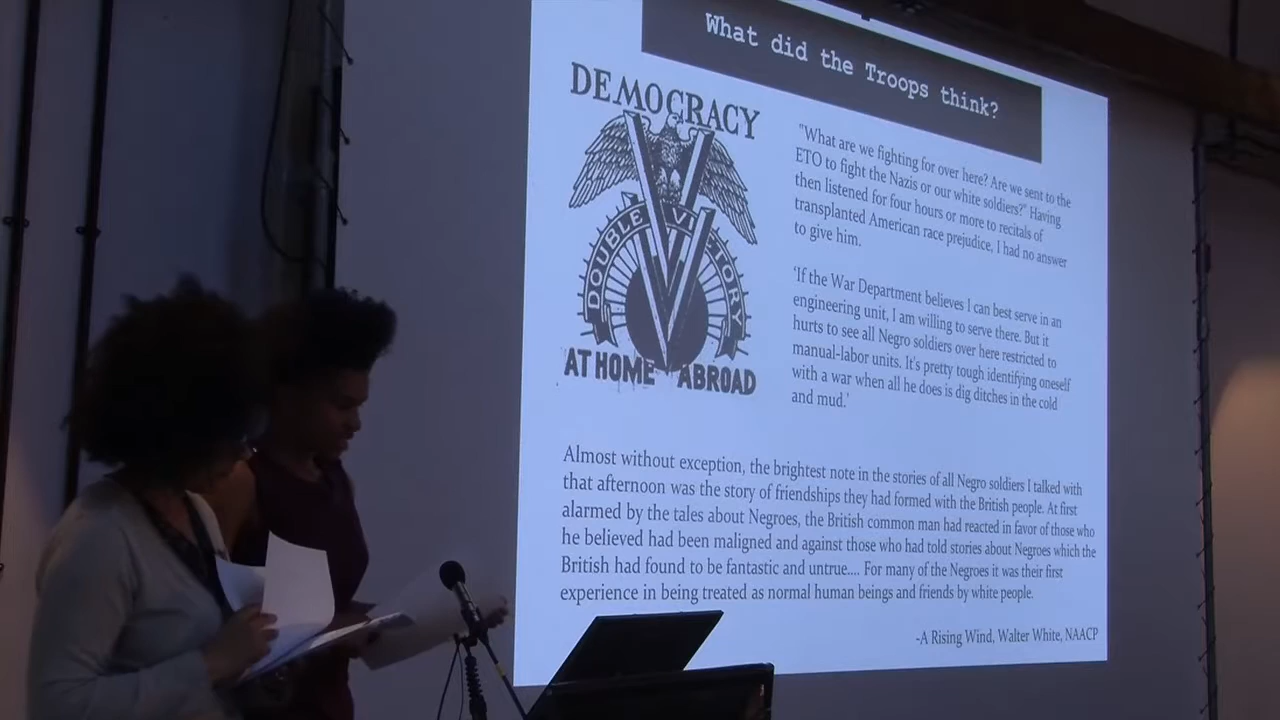 What did the Troops think?
DEMOCRACY
DOUBLE VICTORY
AT HOME ABROAD
"What are we fighting for over here? Are we sent to the
ETO to fight the Nazis or our white soldiers?" Having
then listened for four hours or more to recitals of
transplanted American race prejudice, I had no answer
to give him.
'If the War Department believes I can best serve in an
engineering unit, I am willing to serve there. But it
hurts to see all Negro soldiers over here restricted to
manual-labor units. It's pretty tough identifying oneself
with a war when all he does is dig ditches in the cold
and mud.'
Almost without exception, the brightest note in the stories of all Negro soldiers I talked with
that afternoon was the story of friendships they had formed with the British people. At first
alarmed by the tales about Negroes, the British common man had reacted in favor of those who
he believed had been maligned and against those who had told stories about Negroes which the
British had found to be fantastic and untrue.... For many of the Negroes it was their first
experience in being treated as normal human beings and friends by white people.
-A Rising Wind, Walter White, NAACP